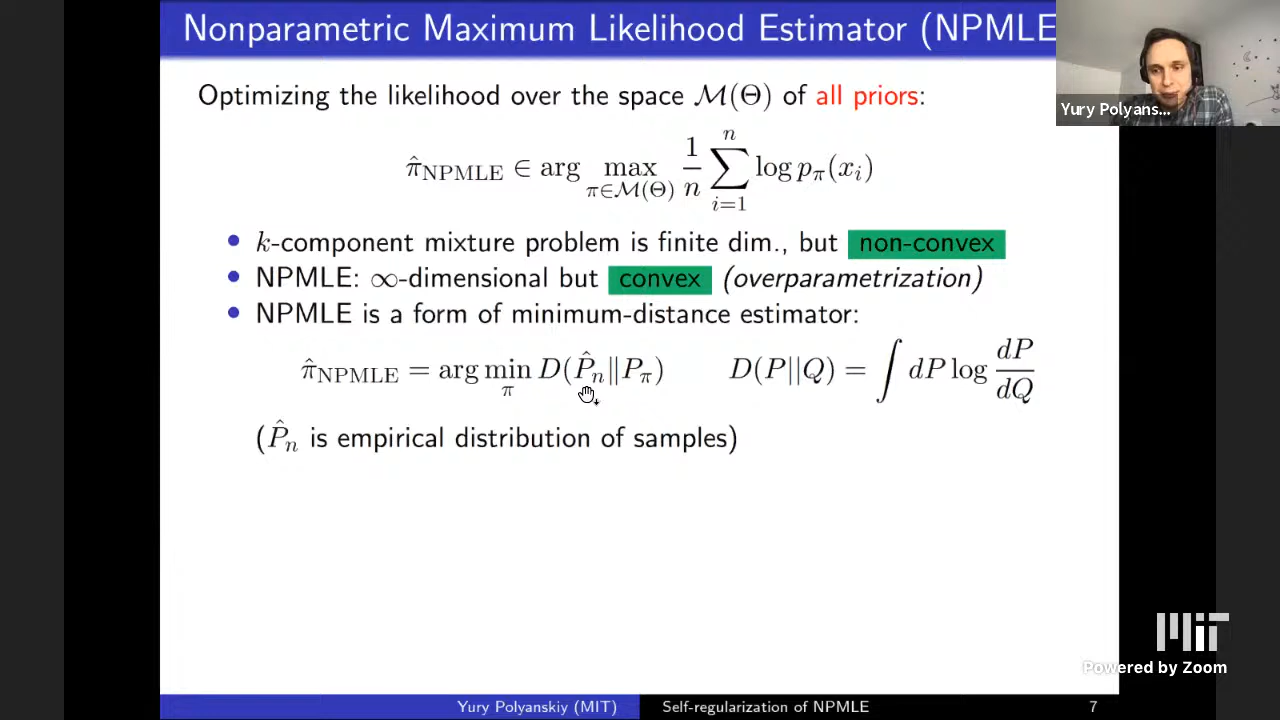 Nonparametric Maximum Likelihood Estimator (NPMLE
Yury Polyans...
Optimizing the likelihood over the space ℳ(Θ) of all priors:
π̂_NPMLE ∈ arg max_{π∈ℳ(Θ)} 1/n ∑_{i=1}^{n} log p_π(x_i)
• k-component mixture problem is finite dim., but non-convex
• NPMLE: ∞-dimensional but convex (overparametrization)
• NPMLE is a form of minimum-distance estimator:
π̂_NPMLE = arg min_π D(P̂_n‖P_π) D(P||Q) = ∫ dP log dP/dQ
(P̂_n is empirical distribution of samples)
MIT
Powered by Zoom
Yury Polyanskiy (MIT) Self-regularization of NPMLE 7